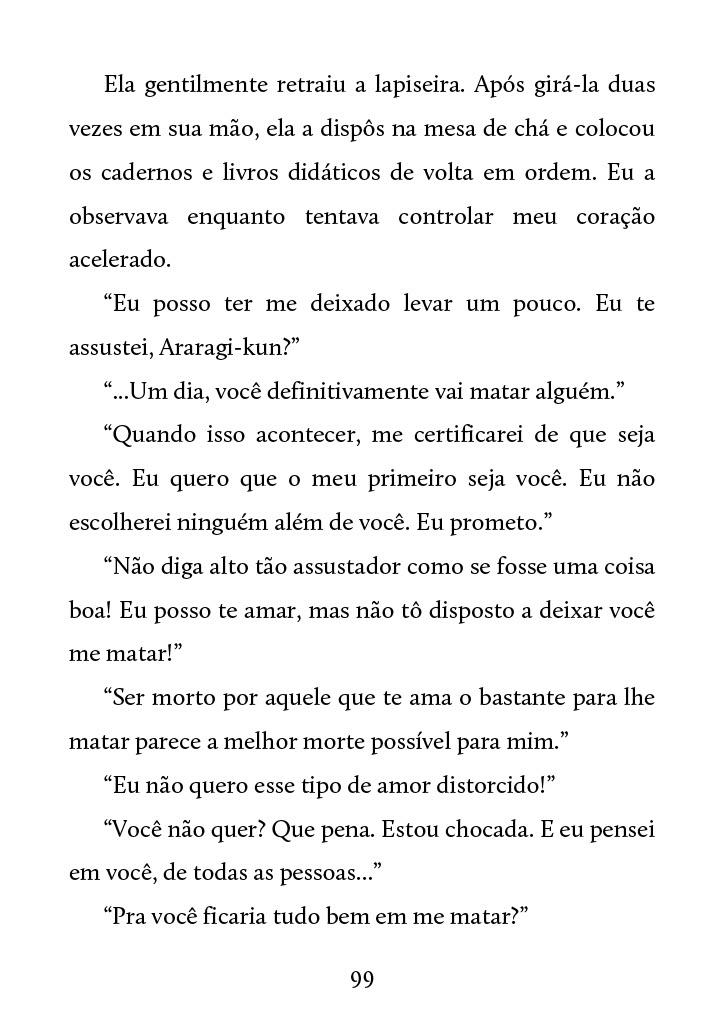 Ela gentilmente retraiu a lapiseira. Após girá-la duas
vezes em sua mão, ela a dispôs na mesa de chá e colocou
os cadernos e livros didáticos de volta em ordem. Eu a
observava enquanto tentava controlar meu coração
acelerado.
“Eu posso ter me deixado levar um pouco. Eu te
assustei, Araragi-kun?”
“...Um dia, você definitivamente vai matar alguém.”
“Quando isso acontecer, me certificarei de que seja
você. Eu quero que o meu primeiro seja você. Eu não
escolherei ninguém além de você. Eu prometo.”
“Não diga alto tão assustador como se fosse uma coisa
boa! Eu posso te amar, mas não tô disposto a deixar você
me matar!”
“Ser morto por aquele que te ama o bastante para lhe
matar parece a melhor morte possível para mim.”
“Eu não quero esse tipo de amor distorcido!”
“Você não quer? Que pena. Estou chocada. E eu pensei
em você, de todas as pessoas...”
“Pra você ficaria tudo bem em me matar?”
99